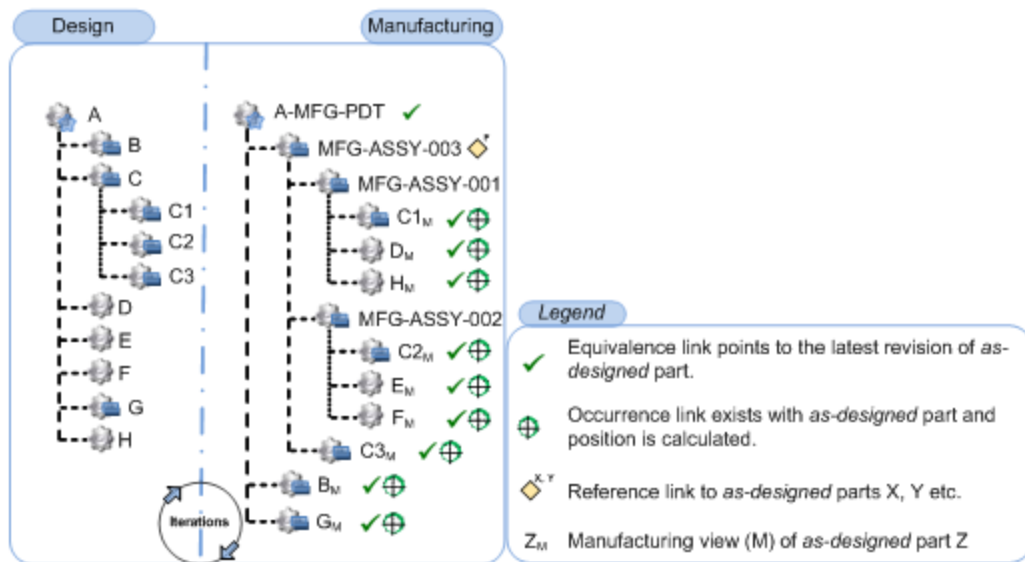 Design
Manufacturing
A
B
C
C1
C2
C3
D
E
F
G
H
A-MFG-PDT
MFG-ASSY-003
MFG-ASSY-001
C1M
DM
HM
MFG-ASSY-002
C2M
EM
FM
C3M
BM
GM
Iterations
Legend
Equivalence link points to the latest revision of as-
designed part.
Occurrence link exists with as-designed part and
position is calculated.
X, Y
Reference link to as-designed parts X, Y etc.
ZM Manufacturing view (M) of as-designed part Z